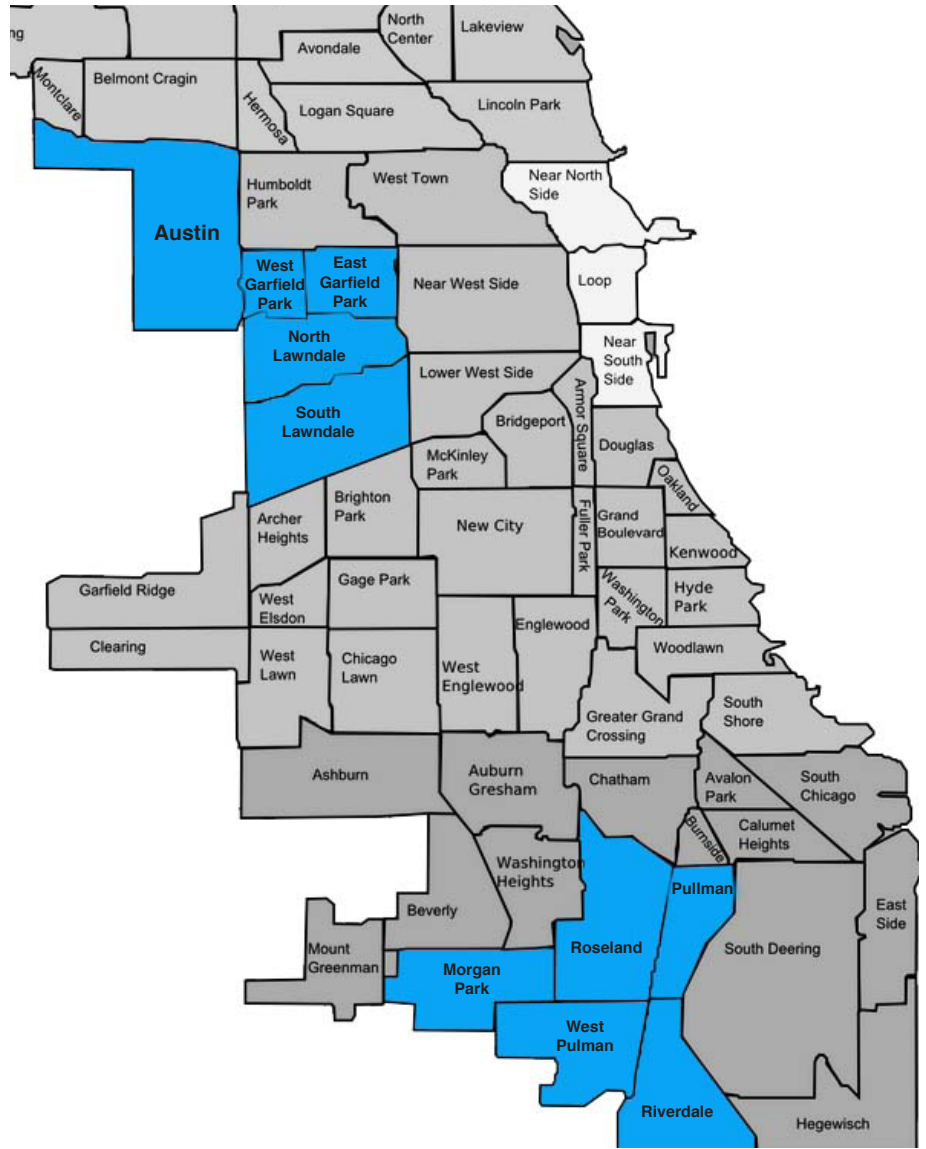 ng
North
Center
Lakeview
Avondale
Montclare
Belmont Cragin
Hermosa
Logan Square
Lincoln Park
Humboldt
Park
West Town
Near North
Side
Austin
West
Garfield
Park
East
Garfield
Park
Near West Side
Loop
North
Lawndale
Near
South
Side
Lower West Side
Armor Square
South
Lawndale
Bridgeport
Douglas
McKinley
Park
Oakland
Brighton
Park
Archer
Heights
New City
Fuller Park
Grand
Boulevard
Kenwood
Garfield Ridge
Gage Park
West
Elsdon
Washington
Park
Hyde
Park
Englewood
Clearing
West
Lawn
Chicago
Lawn
West
Englewood
Woodlawn
Greater Grand
Crossing
South
Shore
Ashburn
Auburn
Gresham
Chatham
Avalon
Park
South
Chicago
Burnside
Calumet
Heights
Washington
Heights
Pullman
Beverly
East
Side
Mount
Greenman
Morgan
Park
Roseland
South Deering
West
Pulman
Riverdale
Hegewisch